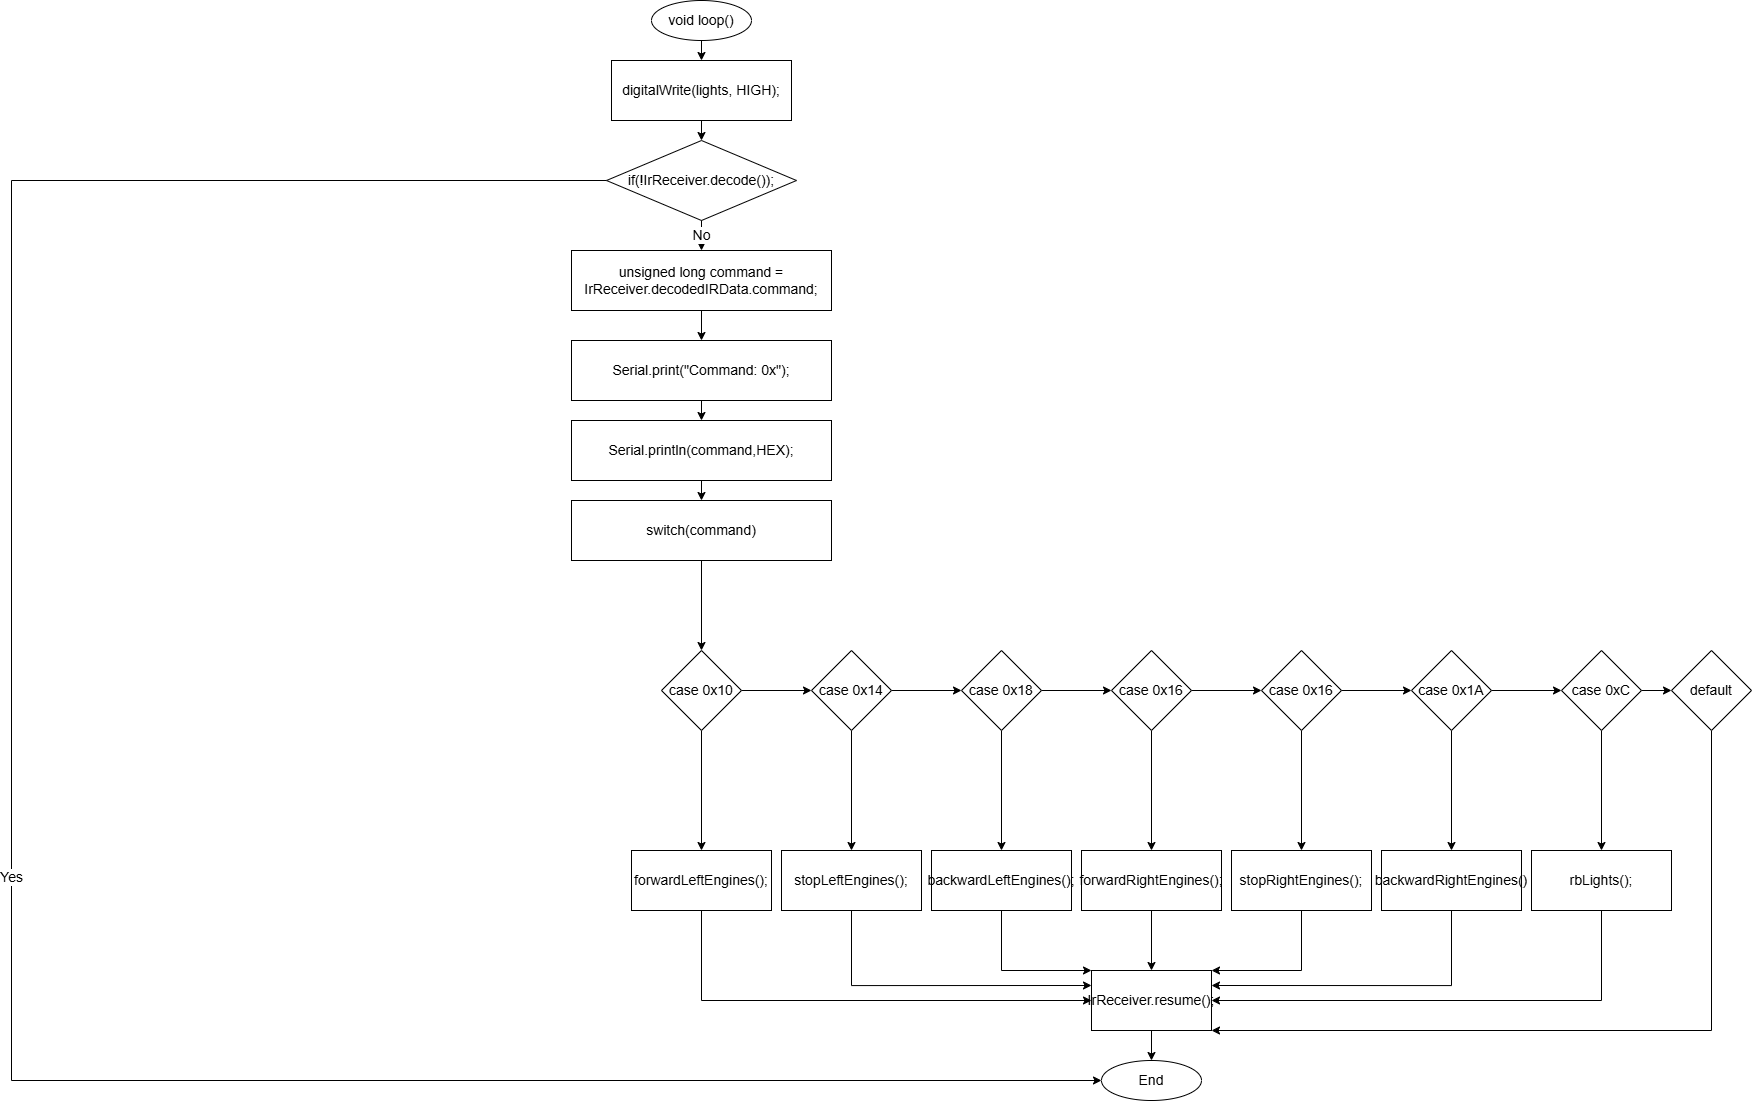 void loop()
digitalWrite(lights, HIGH);
if(!IrReceiver.decode());
No
unsigned long command =
IrReceiver.decodedIRData.command;
Serial.print("Command: 0x");
Serial.println(command,HEX);
switch(command)
case 0x10
case 0x14
case 0x18
case 0x16
case 0x16
case 0x1A
case 0xC
default
Yes
forwardLeftEngines();
stopLeftEngines();
backwardLeftEngines();
forwardRightEngines();
stopRightEngines();
backwardRightEngines()
rbLights();
IrReceiver.resume();
End